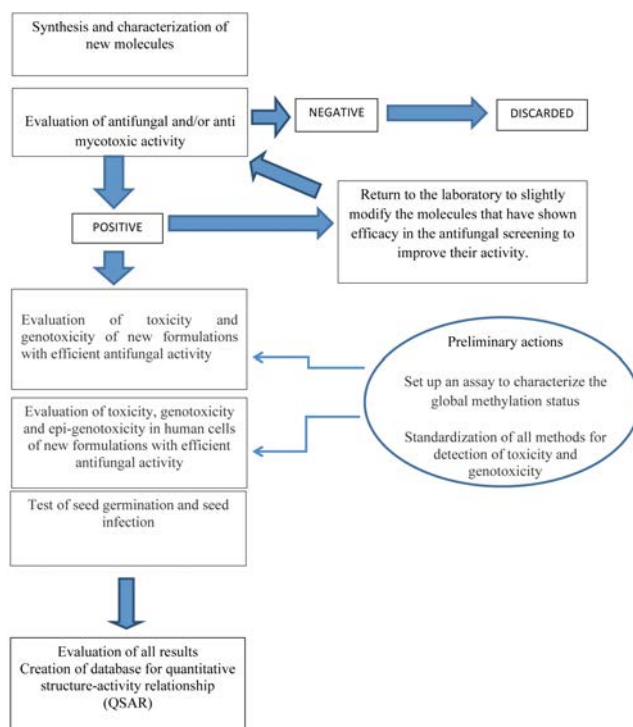 Synthesis and characterization of
new molecules
Evaluation of antifungal and/or anti
mycotoxic activity
NEGATIVE
DISCARDED
POSITIVE
Return to the laboratory to slightly
modify the molecules that have shown
efficacy in the antifungal screening to
improve their activity.
Evaluation of toxicity and
genotoxicity of new formulations
with efficient antifungal activity
Evaluation of toxicity, genotoxicity
and epi-genotoxicity in human cells
of new formulations with efficient
antifungal activity
Test of seed germination and seed
infection
Preliminary actions
Set up an assay to characterize the
global methylation status
Standardization of all methods for
detection of toxicity and
genotoxicity
Evaluation of all results
Creation of database for quantitative
structure-activity relationship
(QSAR)